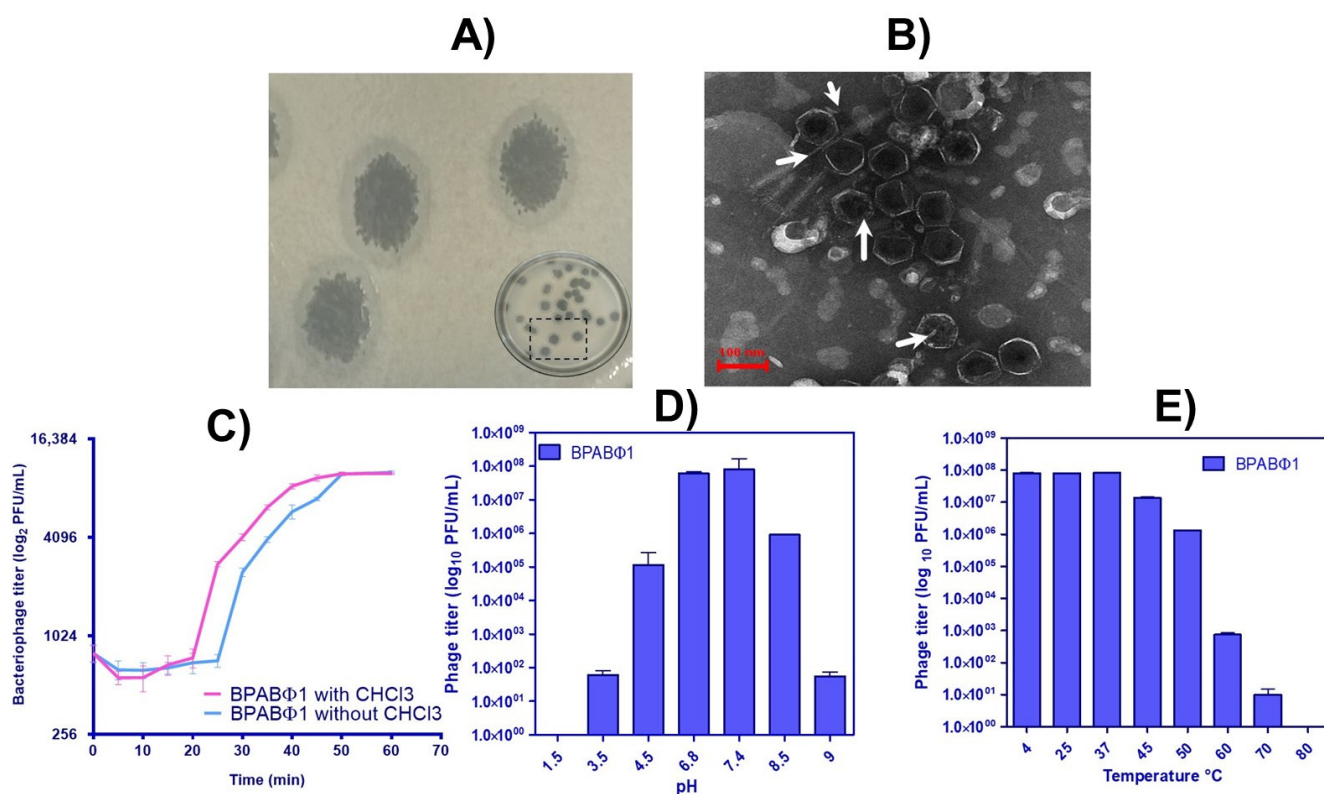 A)
B)
100 nm
C)
Bacteriophage titer (log₂ PFU/mL)
16,384
4096
1024
256
BPABΦ1 with CHCl3
BPABΦ1 without CHCl3
0 10 20 30 40 50 60 70
Time (min)
D)
Phage titer (log₁₀ PFU/mL)
1.0×10⁰⁹
1.0×10⁰⁸
1.0×10⁰⁷
1.0×10⁰⁶
1.0×10⁰⁵
1.0×10⁰⁴
1.0×10⁰³
1.0×10⁰²
1.0×10⁰¹
1.0×10⁰⁰
BPABΦ1
1.5 3.5 4.5 6.8 7.4 8.5 9
pH
E)
Phage titer (log ₁₀ PFU/mL)
1.0×10⁰⁹
1.0×10⁰⁸
1.0×10⁰⁷
1.0×10⁰⁶
1.0×10⁰⁵
1.0×10⁰⁴
1.0×10⁰³
1.0×10⁰²
1.0×10⁰¹
1.0×10⁰⁰
BPABΦ1
4 25 37 45 50 60 70 80
Temperature °C